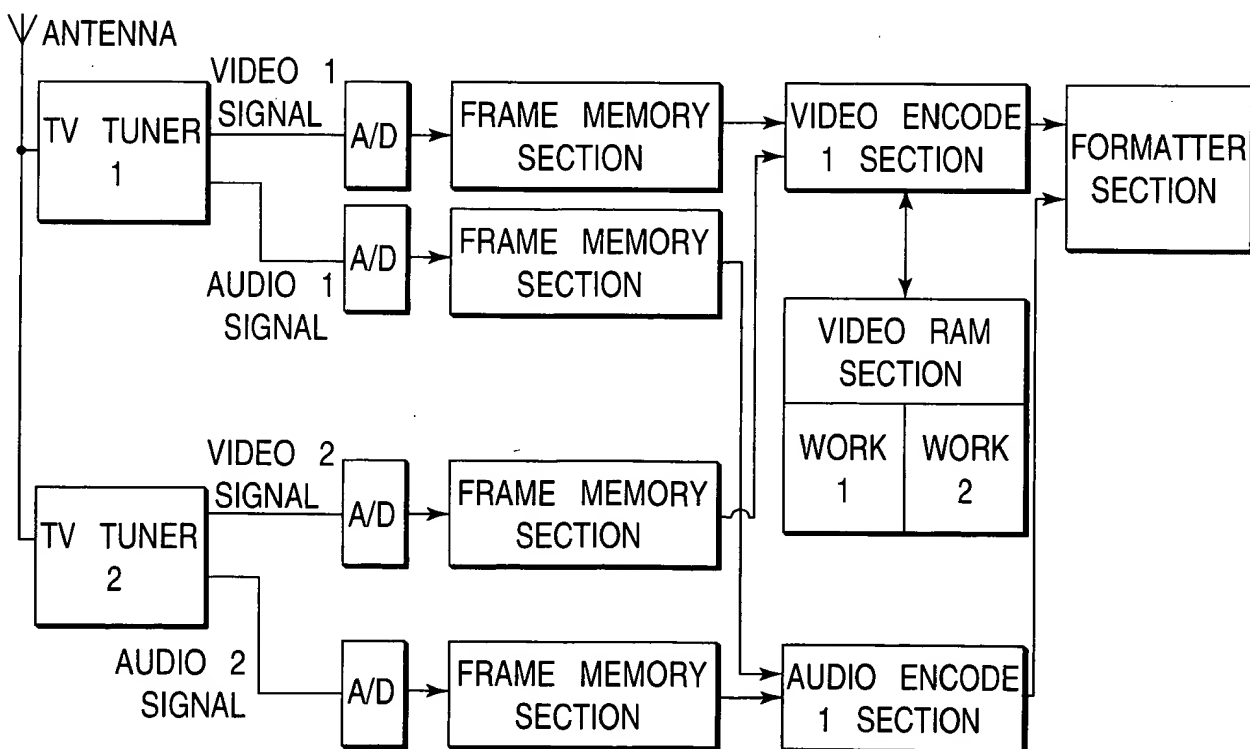 ANTENNA
VIDEO 1
SIGNAL
TV TUNER
1
A/D
FRAME MEMORY
SECTION
VIDEO ENCODE
1 SECTION
FORMATTER
SECTION
AUDIO 1
SIGNAL
A/D
FRAME MEMORY
SECTION
VIDEO RAM
SECTION
WORK
1
WORK
2
VIDEO 2
SIGNAL
TV TUNER
2
A/D
FRAME MEMORY
SECTION
AUDIO 2
SIGNAL
A/D
FRAME MEMORY
SECTION
AUDIO ENCODE
1 SECTION